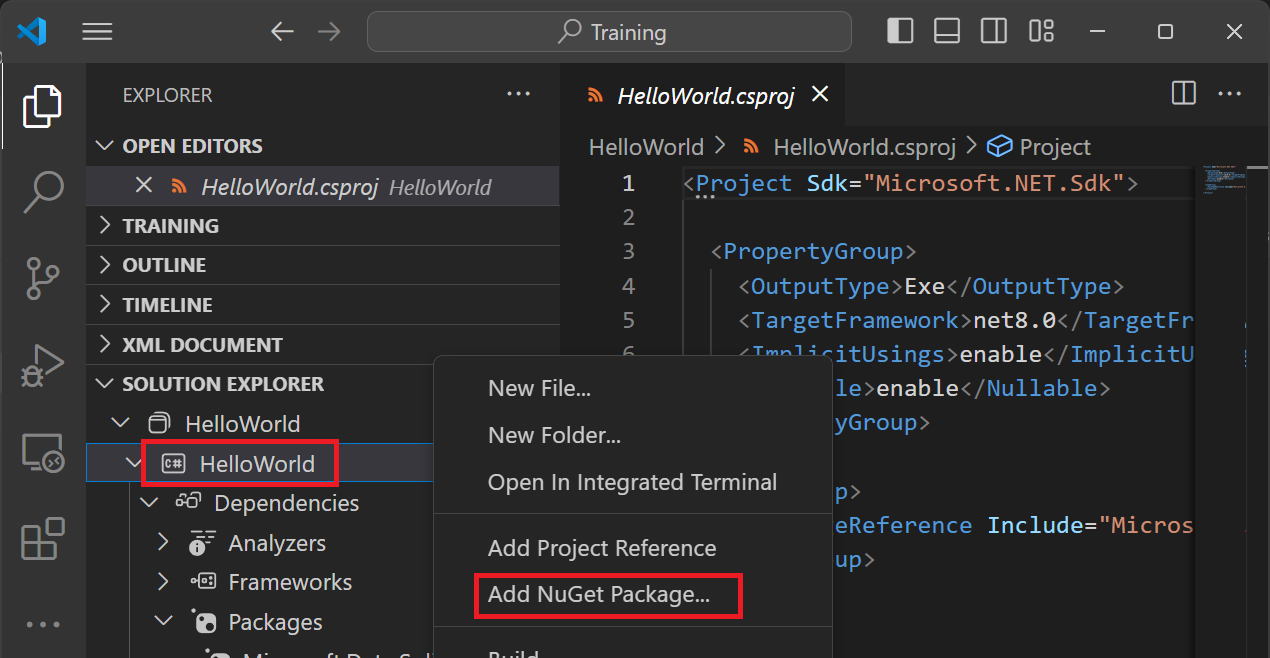 Training
EXPLORER
OPEN EDITORS
HelloWorld.csproj HelloWorld
TRAINING
OUTLINE
TIMELINE
XML DOCUMENT
SOLUTION EXPLORER
HelloWorld
C# HelloWorld
Dependencies
Analyzers
Frameworks
Packages
New File...
New Folder...
Open In Integrated Terminal
Add Project Reference
Add NuGet Package...
Build
HelloWorld.csproj
HelloWorld > HelloWorld.csproj > Project
1 <Project Sdk="Microsoft.NET.Sdk">
2
3 <PropertyGroup>
4 <OutputType>Exe</OutputType>
5 <TargetFramework>net8.0</TargetFr
6 <ImplicitUsings>enable</ImplicitU
le>enable</Nullable>
yGroup>
p>
eReference Include="Micros
up>